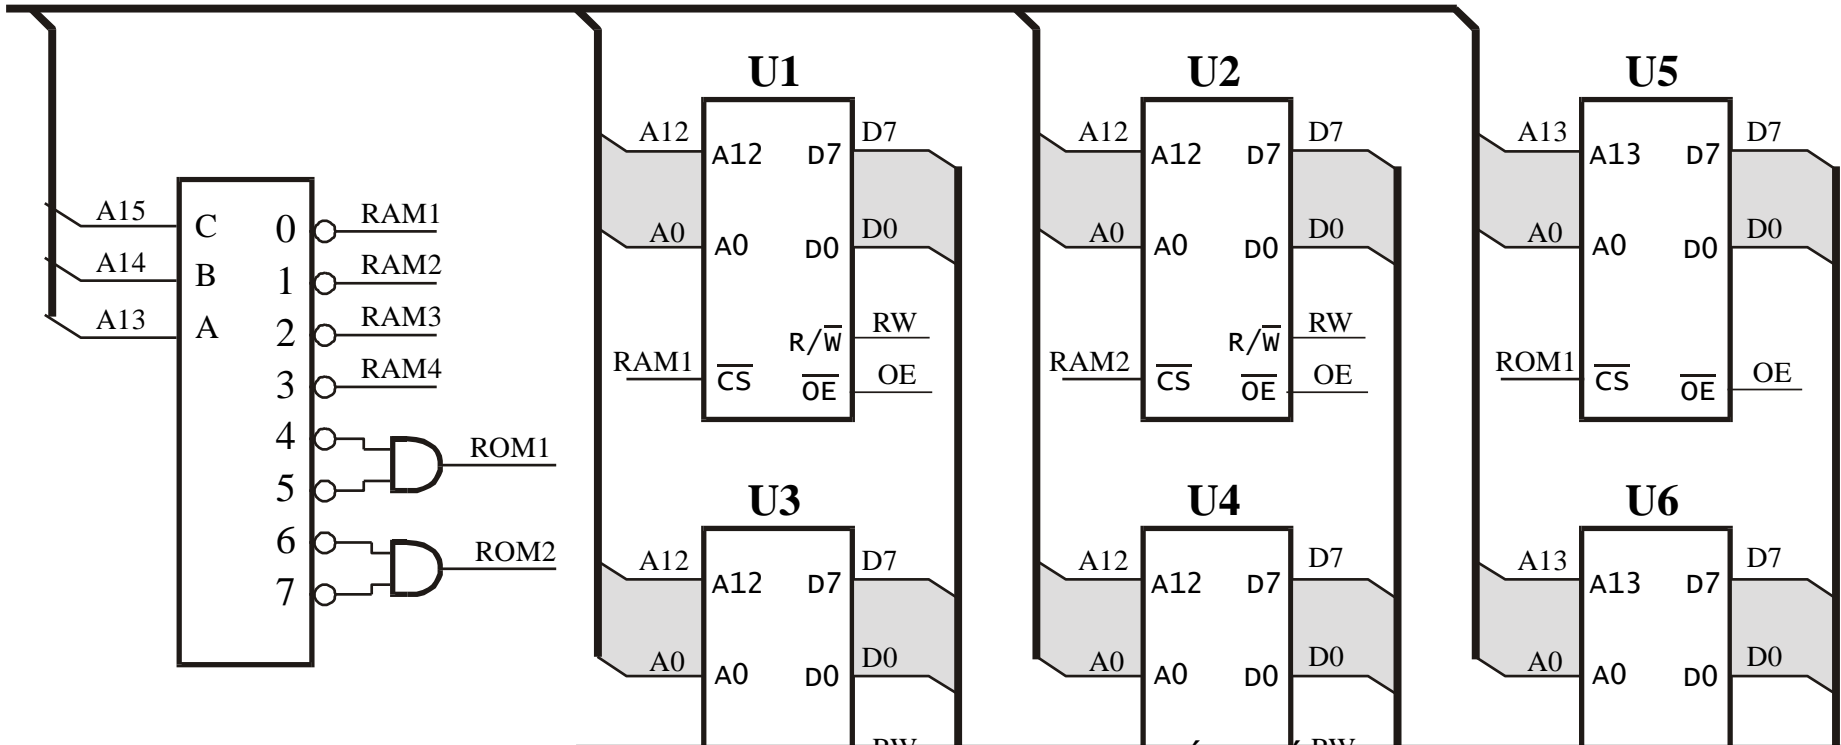 U1 U2 U5
A12 D7 A12 D7 A13 D7
A12 D7 A12 D7 A13 D7
A15 C 0 RAM1
A0 D0 A0 D0 A0 D0
A0 D0 A0 D0 A0 D0
A14 B 1 RAM2
A13 A 2 RAM3
RW RW
R/W R/W
3 RAM4
RAM1 CS OE OE RAM2 CS OE OE ROM1 CS OE OE
4
ROM1
5
U3 U4 U6
6
ROM2
7
A12 D7 A12 D7 A13 D7
A12 D7 A12 D7 A13 D7
A0 D0 A0 D0 A0 D0
A0 D0 A0 D0 A0 D0
RW RW